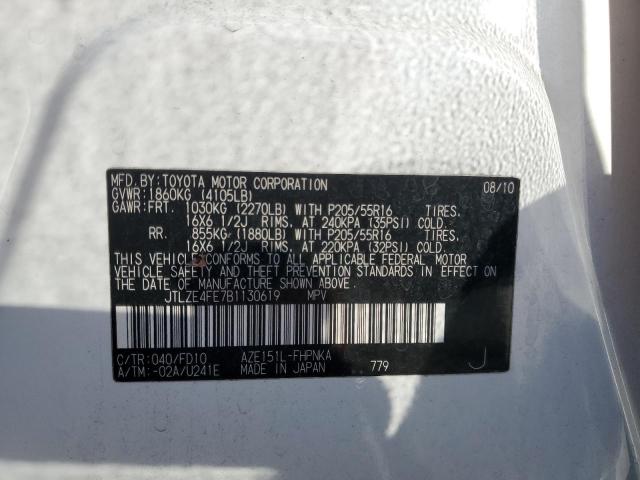 MFD. BY: TOYOTA MOTOR CORPORATION 08/10
GVWR: 1860KG (4105LB)
GAWR: FRT. 1030KG (2270LB) WITH P205/55R16 TIRES.
16X6 1/2J RIMS. AT 240KPA (35PSI) COLD.
RR. 855KG (1880LB) WITH P205/55R16 TIRES.
16X6 1/2J RIMS. AT 220KPA (32PSI) COLD.
THIS VEHICLE CONFORMS TO ALL APPLICABLE FEDERAL MOTOR
VEHICLE SAFETY AND THEFT PREVENTION STANDARDS IN EFFECT ON
THE DATE OF MANUFACTURE SHOWN ABOVE.
JTLZE4FE7B1130619 MPV
C/TR: 040/FD10 AZE151L-FHPNKA
A/TM: -02A/U241E MADE IN JAPAN 779 J